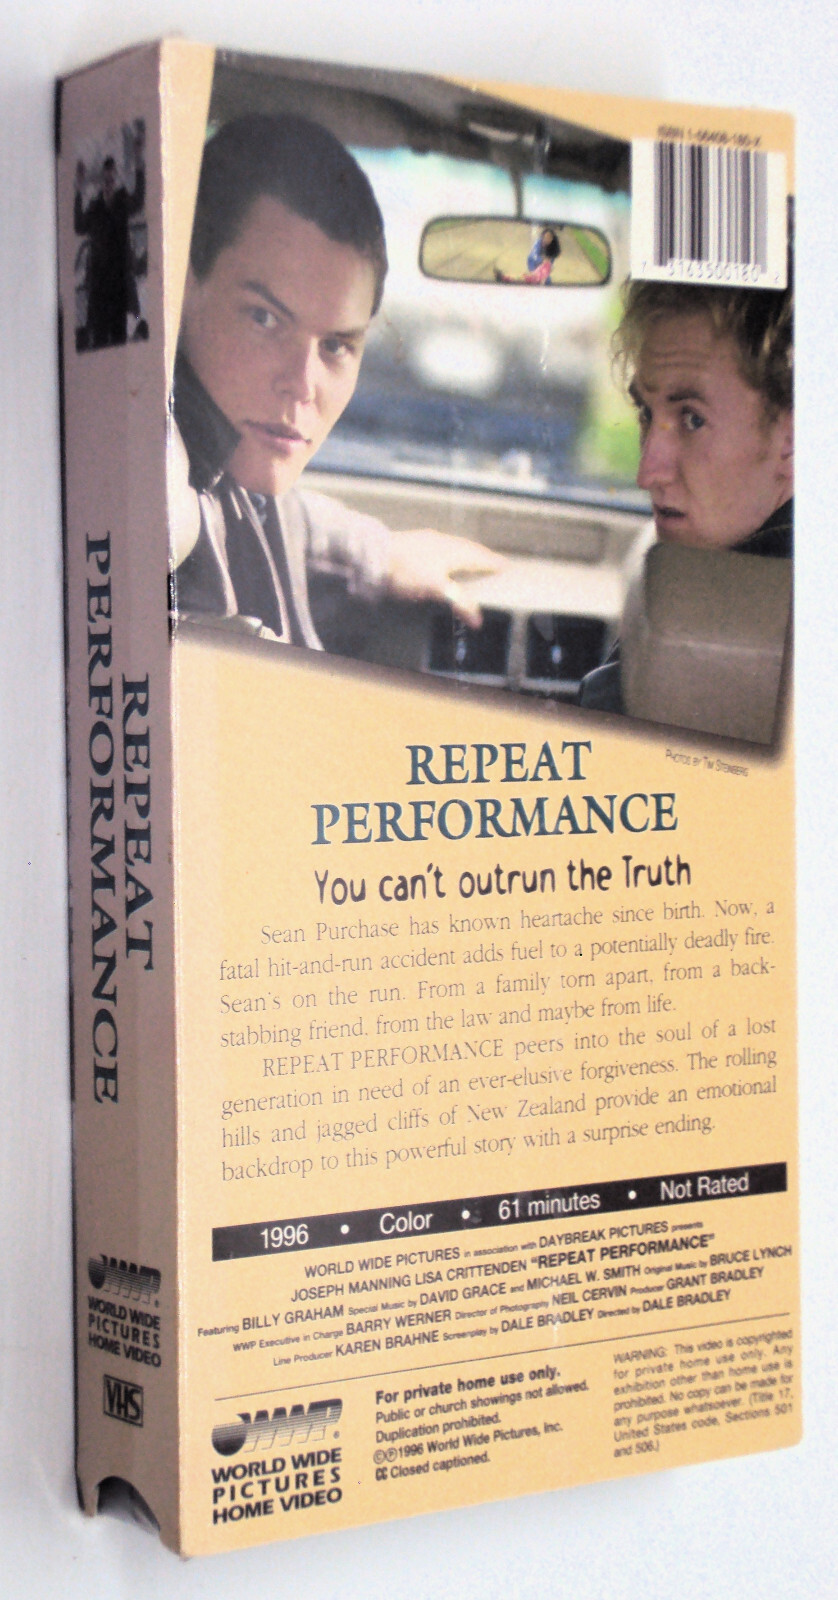 REPEAT
PERFORMANCE
WWP
WORLD WIDE
PICTURES
HOME VIDEO
VHS
PHOTOS BY TIM STEINBERG
REPEAT
PERFORMANCE
You can't outrun the Truth
Sean Purchase has known heartache since birth. Now, a
fatal hit-and-run accident adds fuel to a potentially deadly fire.
Sean's on the run. From a family torn apart, from a back-
stabbing friend, from the law and maybe from life.
REPEAT PERFORMANCE peers into the soul of a lost
generation in need of an ever-elusive forgiveness. The rolling
hills and jagged cliffs of New Zealand provide an emotional
backdrop to this powerful story with a surprise ending.
1996 • Color • 61 minutes • Not Rated
WORLD WIDE PICTURES in association with DAYBREAK PICTURES presents
JOSEPH MANNING LISA CRITTENDEN "REPEAT PERFORMANCE"
Featuring BILLY GRAHAM Special Music by DAVID GRACE and MICHAEL W. SMITH Original Music by BRUCE LYNCH
WWP Executive in Charge BARRY WERNER Director of Photography NEIL CERVIN Producer GRANT BRADLEY
Line Producer KAREN BRAHNE Screenplay by DALE BRADLEY Directed by DALE BRADLEY
WWP
WORLD WIDE
PICTURES
HOME VIDEO
For private home use only.
Public or church showings not allowed.
Duplication prohibited.
©℗1996 World Wide Pictures, Inc.
CC Closed captioned.
WARNING: This video is copyrighted
for private home use only. Any
exhibition other than home use is
prohibited. No copy can be made for
any purpose whatsoever. (Title 17,
United States code, Sections 501
and 506.)